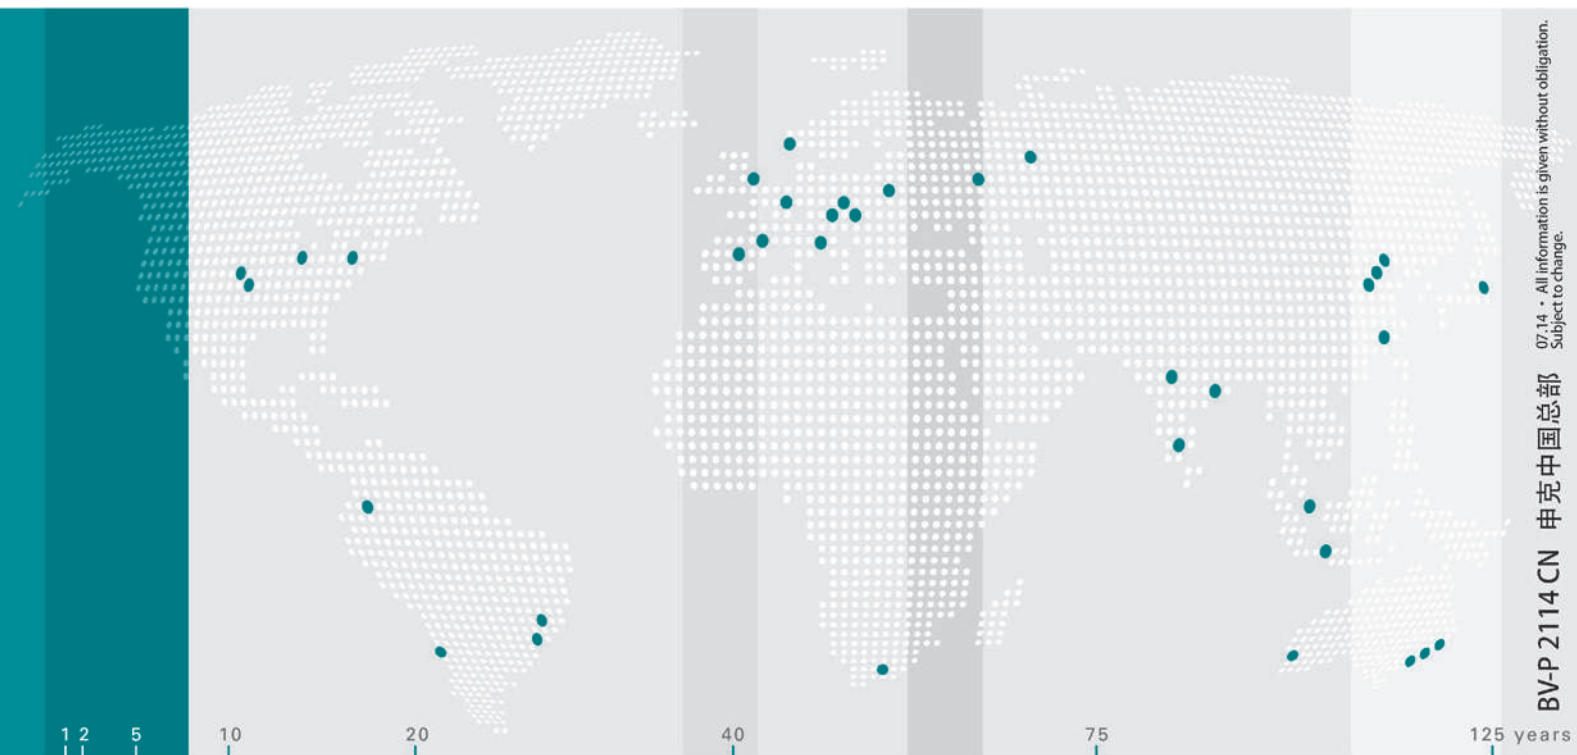 07.14 · All information is given without obligation.
Subject to change.
BV-P 2114 CN 申克中国总部
1 2 5 10 20 40 75 125 years